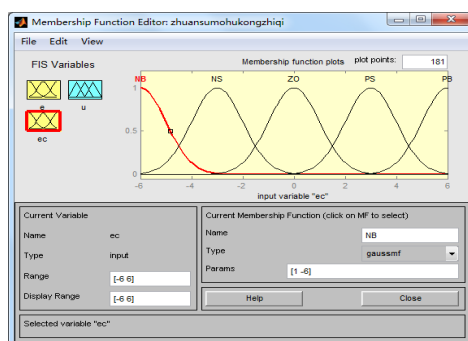 Membership Function Editor: zhuansumohukongzhiqi
File Edit View
FIS Variables
e
u
ec
Membership function plots
plot points:
181
NB NS ZO PS PB
1
0.5
0
-6 -4 -2 0 2 4 6
input variable "ec"
Current Variable
Name ec
Type input
Range [-6 6]
Display Range [-6 6]
Current Membership Function (click on MF to select)
Name NB
Type gaussmf
Params [1 -6]
Help
Close
Selected variable "ec"